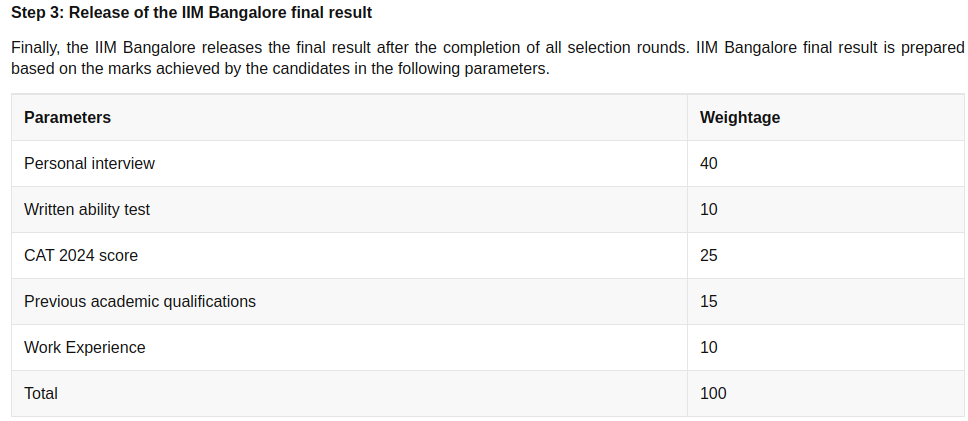 Step 3: Release of the IIM Bangalore final result
Finally, the IIM Bangalore releases the final result after the completion of all selection rounds. IIM Bangalore final result is prepared
based on the marks achieved by the candidates in the following parameters.
Parameters Weightage
Personal interview 40
Written ability test 10
CAT 2024 score 25
Previous academic qualifications 15
Work Experience 10
Total 100